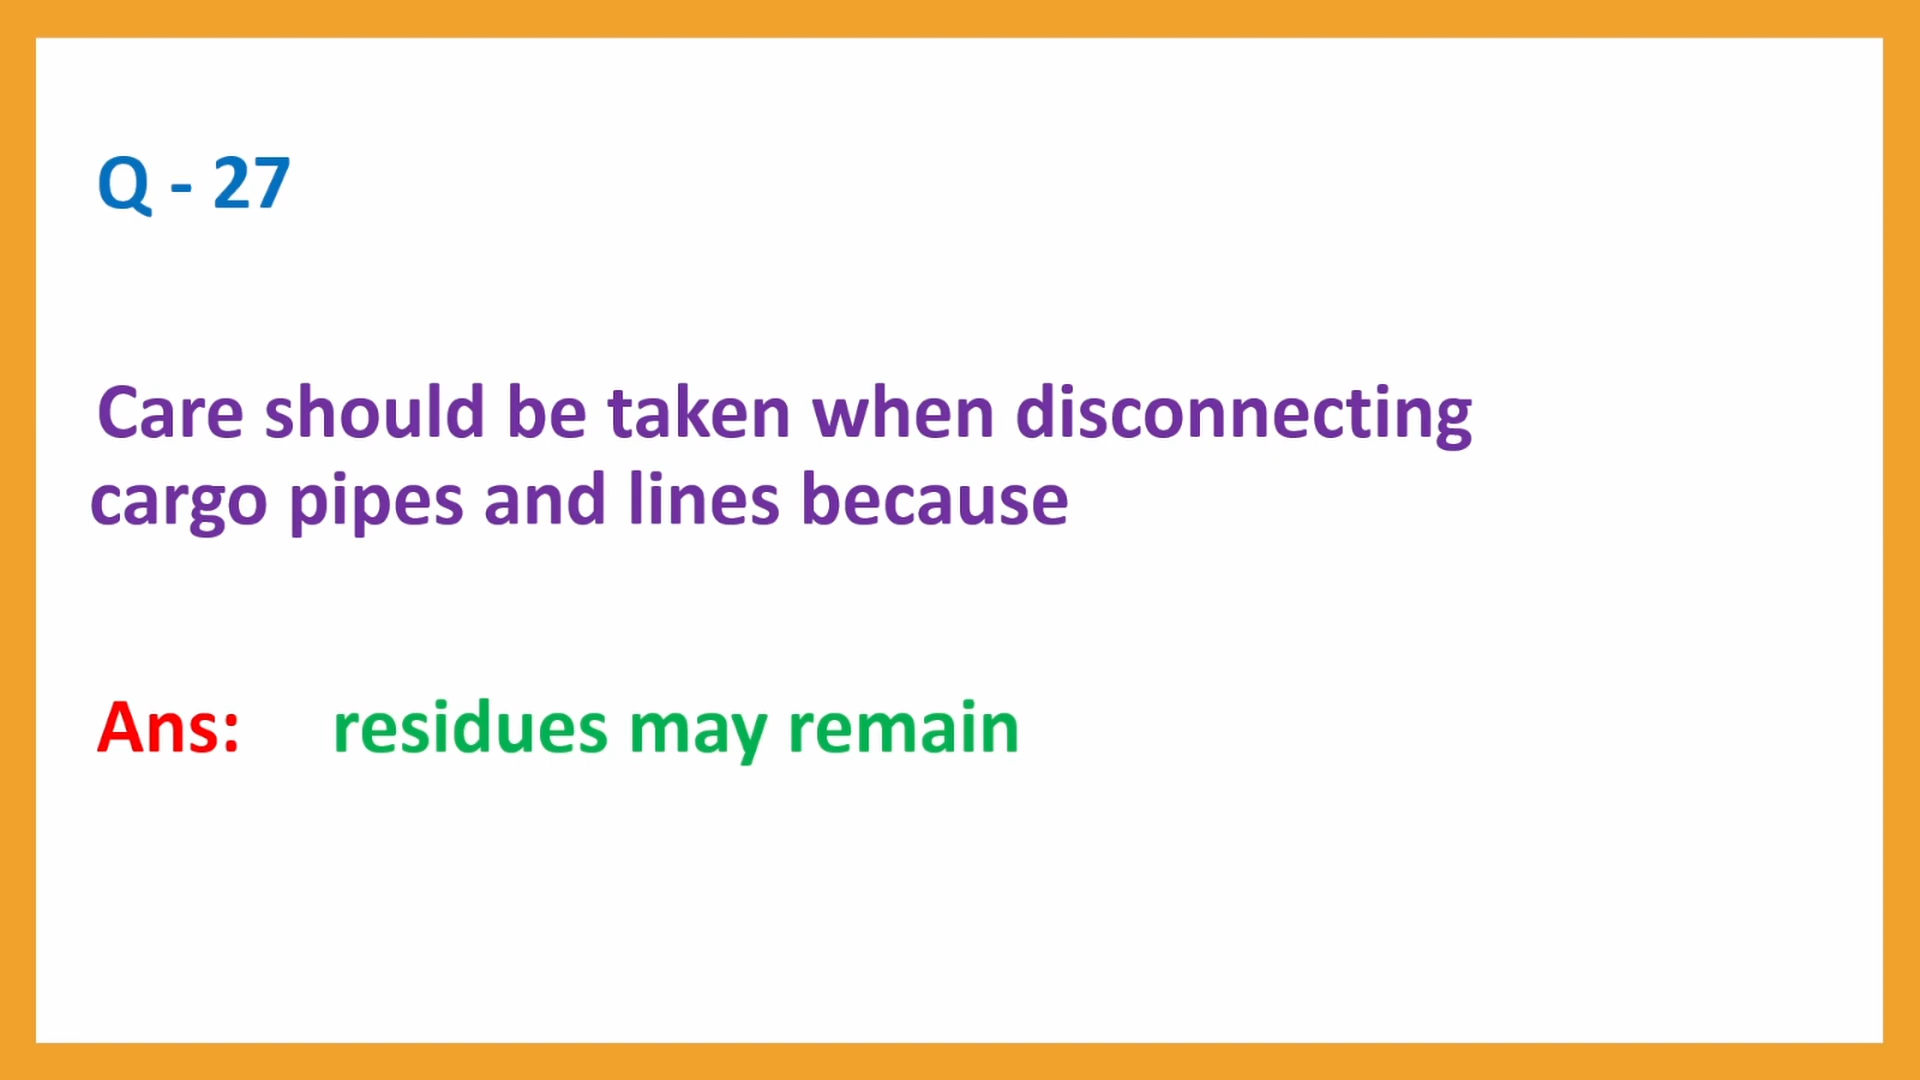 Q - 27
Care should be taken when disconnecting
cargo pipes and lines because
Ans: residues may remain